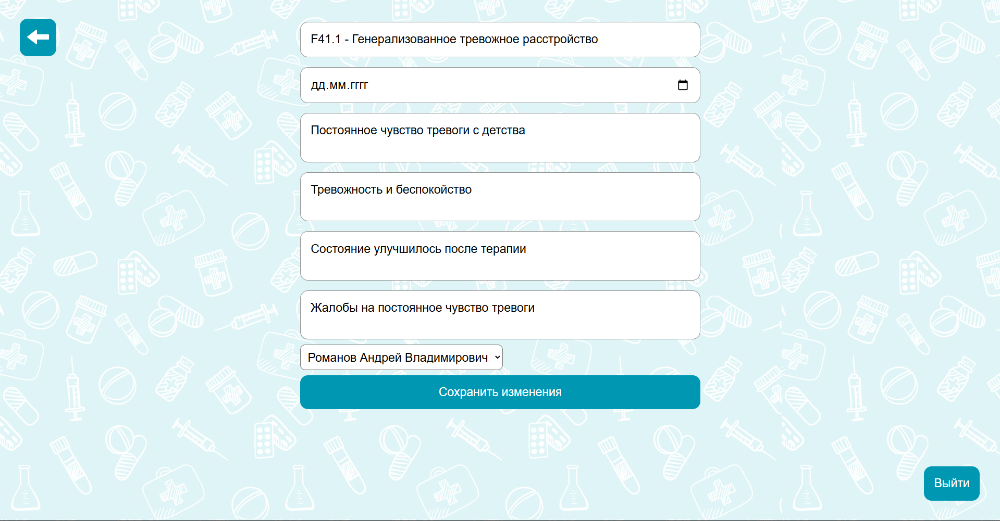 F41.1 - Генерализованное тревожное расстройство
дд.мм.гггг
Постоянное чувство тревоги с детства
Тревожность и беспокойство
Состояние улучшилось после терапии
Жалобы на постоянное чувство тревоги
Романов Андрей Владимирович
Сохранить изменения
Выйти